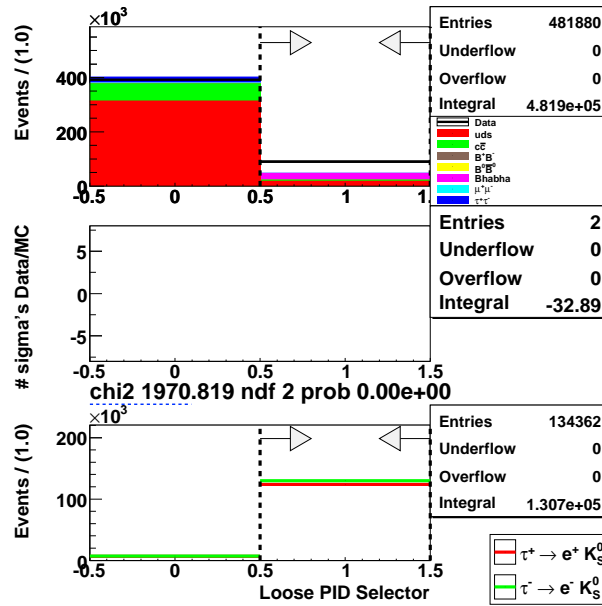 ×10³
Events / (1.0)
400
200
0
-0.5 0 0.5 1 1.5
Entries 481880
Underflow 0
Overflow 0
Integral 4.819e+05
Data
uds
cc̅
B⁺B⁻
B⁰B̅⁰
Bhabha
μ⁺μ⁻
τ⁺τ⁻
# sigma's Data/MC
5
0
-5
-0.5 0 0.5 1 1.5
Entries 2
Underflow 0
Overflow 0
Integral -32.89
chi2 1970.819 ndf 2 prob 0.00e+00
×10³
Events / (1.0)
200
100
0
-0.5 0 0.5 1 1.5
Loose PID Selector
Entries 134362
Underflow 0
Overflow 0
Integral 1.307e+05
τ⁺ → e⁺ K⁰S
τ⁻ → e⁻ K⁰S